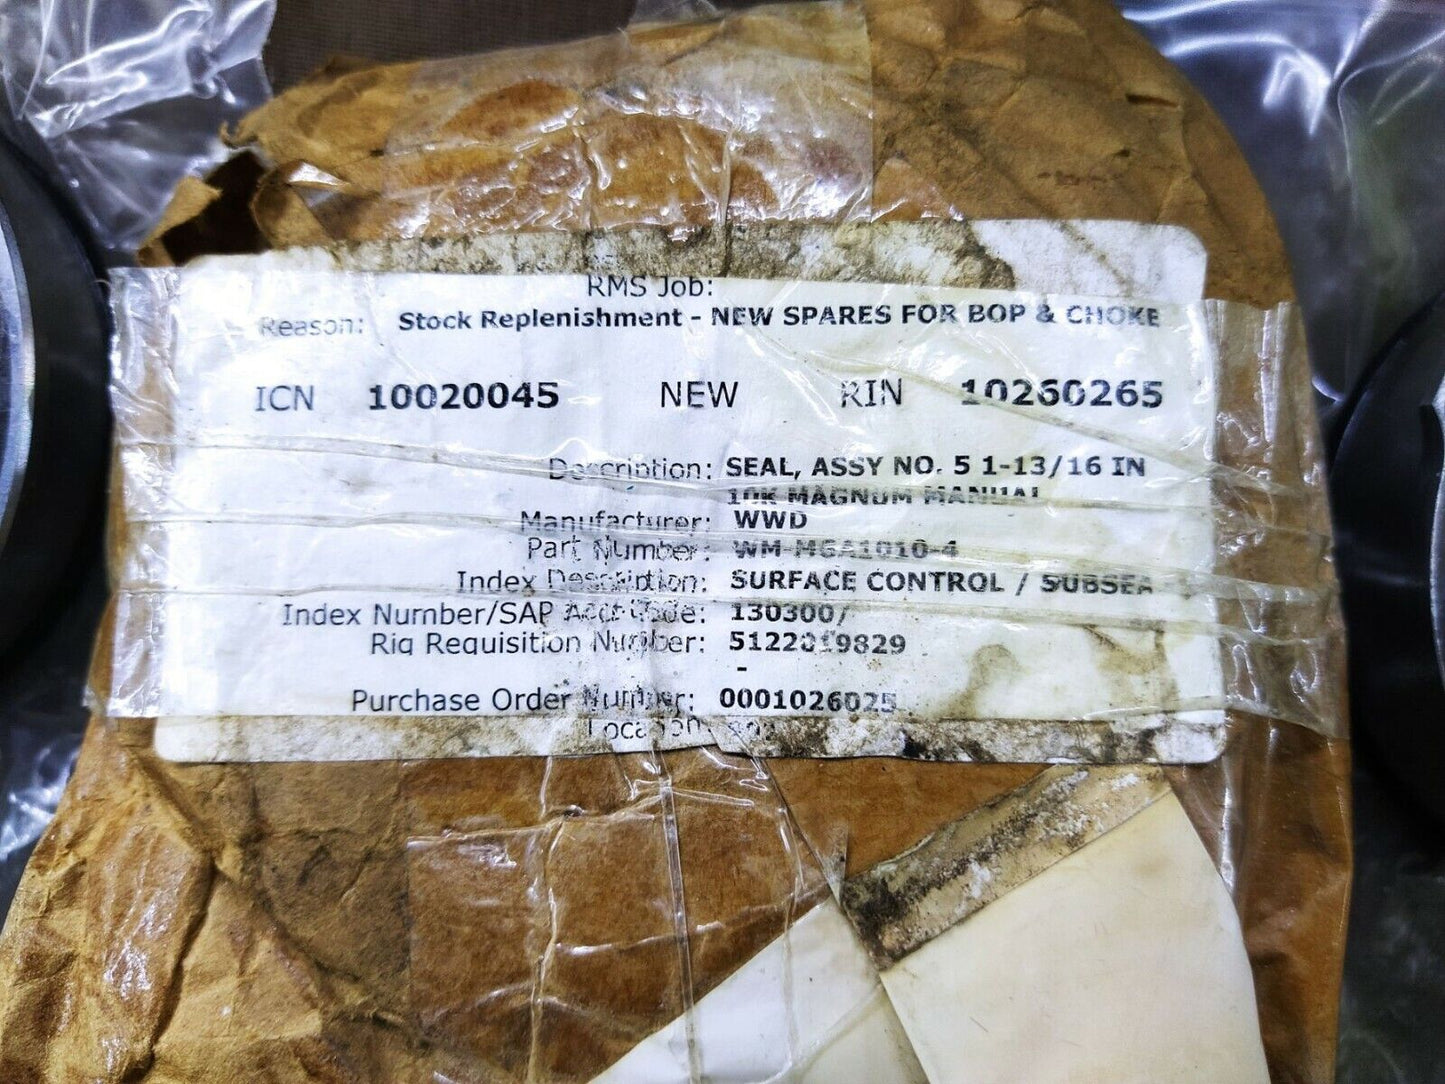 RMS Job:
Reason: Stock Replenishment - NEW SPARES FOR BOP & CHOKE
ICN 10020045 NEW RIN 10260265
Description: SEAL, ASSY NO. 5 1-13/16 IN
10K MAGNUM MANUAL
Manufacturer: WWD
Part Number: WM-MGA1010-4
Index Description: SURFACE CONTROL / SUBSEA
Index Number/SAP Acct Code: 130300/
Rig Requisition Number: 5122019829
-
Purchase Order Number: 0001026025
Location